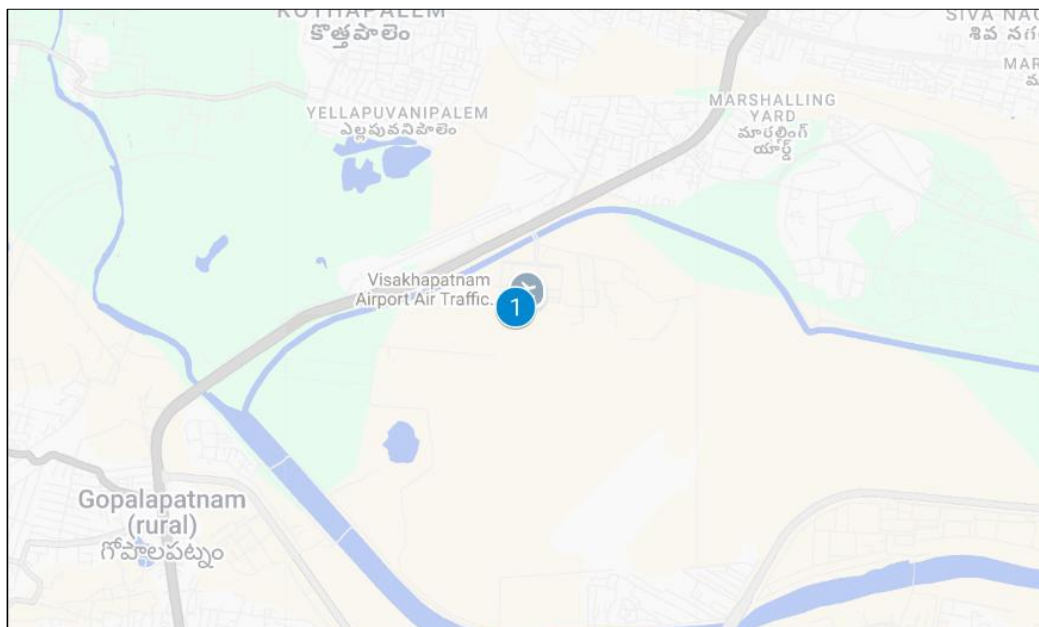 KOTHAPALEM
కొత్తపాలెం
SIVA NAG
శివ నగ
MAR
మ
YELLAPUVANIPALEM
ఎల్లపువనిపాలెం
MARSHALLING
YARD
మార్షలింగ్
యార్డ్
Visakhapatnam
Airport Air Traffic.
1
Gopalapatnam
(rural)
గోపాలపట్నం